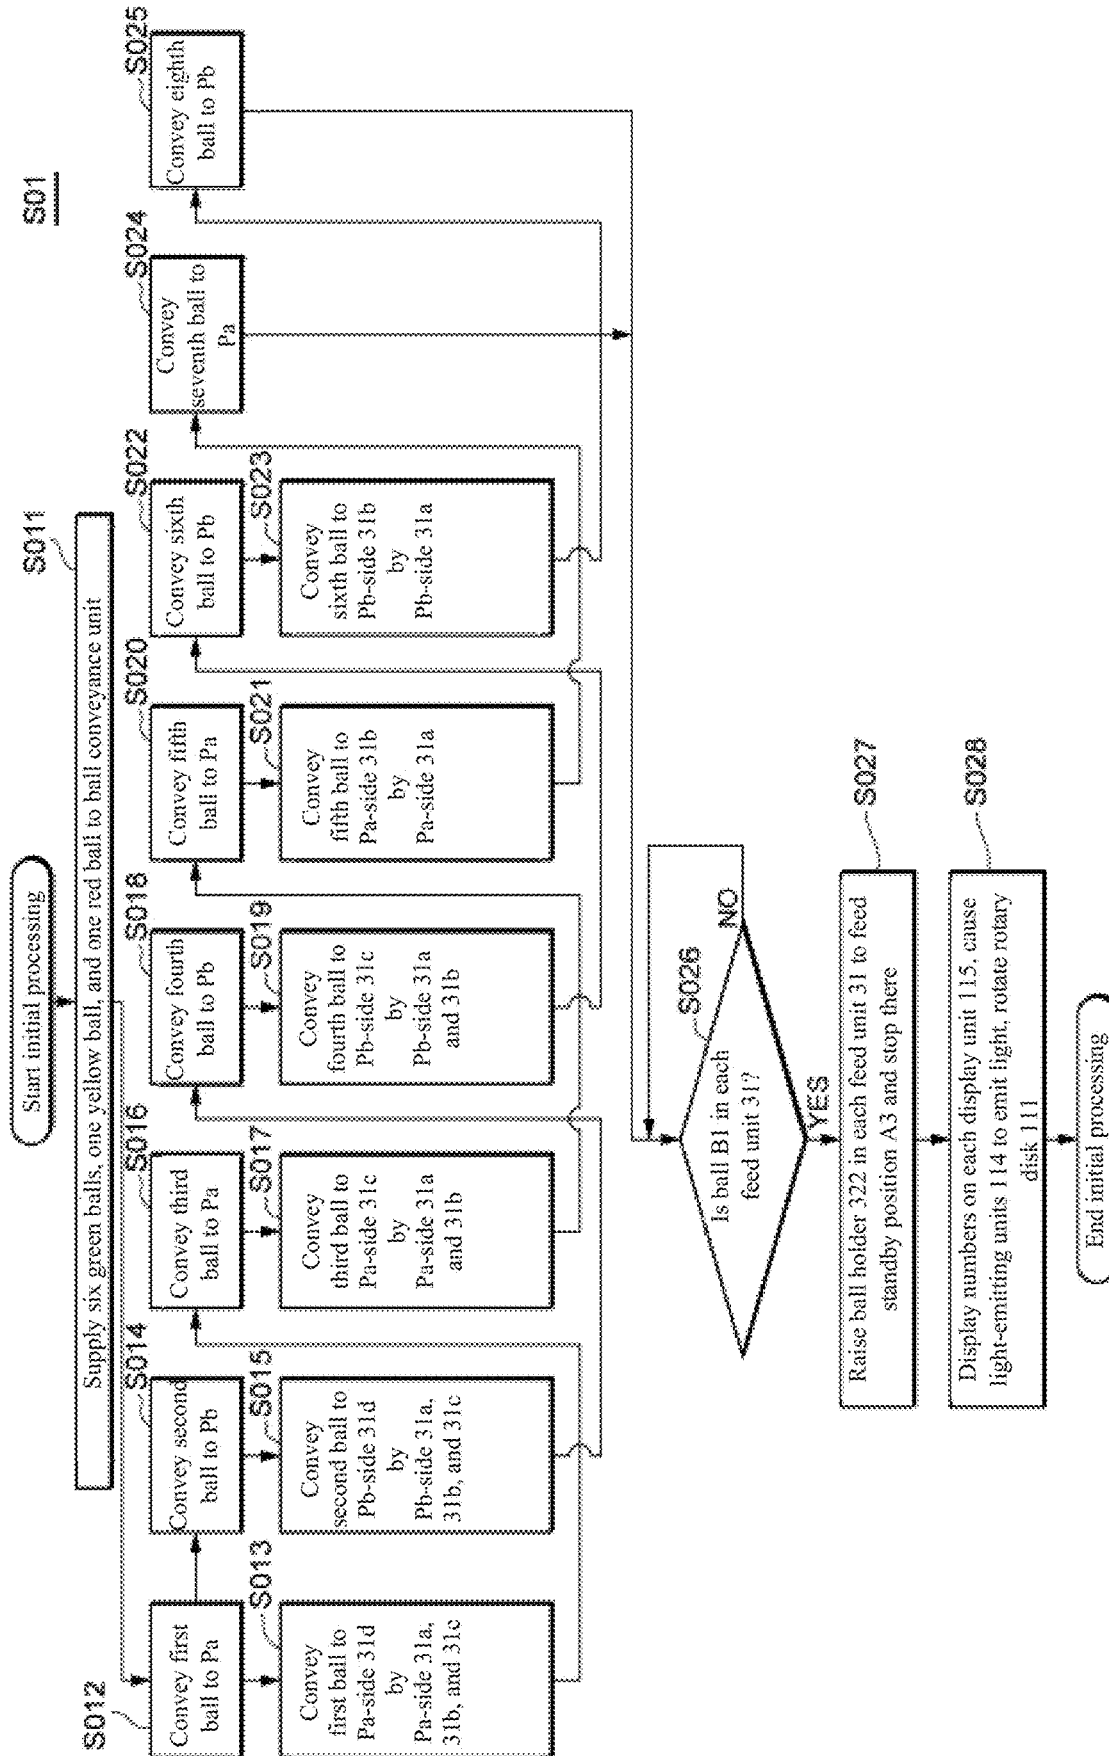 S01
Start initial processing
S011
Supply six green balls, one yellow ball, and one red ball to ball conveyance unit
S012
Convey first
ball to Pa
S013
Convey
first ball to
Pa-side 31d
by
Pa-side 31a,
31b, and 31c
S014
Convey second
ball to Pb
S015
Convey
second ball to
Pb-side 31d
by
Pb-side 31a,
31b, and 31c
S016
Convey third
ball to Pa
S017
Convey
third ball to
Pa-side 31c
by
Pa-side 31a
and 31b
S018
Convey fourth
ball to Pb
S019
Convey
fourth ball to
Pb-side 31c
by
Pb-side 31a
and 31b
S020
Convey fifth
ball to Pa
S021
Convey
fifth ball to
Pa-side 31b
by
Pa-side 31a
S022
Convey sixth
ball to Pb
S023
Convey
sixth ball to
Pb-side 31b
by
Pb-side 31a
S024
Convey
seventh ball to
Pa
S025
Convey eighth
ball to Pb
S026
Is ball B1 in each
feed unit 31?
NO
YES
S027
Raise ball holder 322 in each feed unit 31 to feed
standby position A3 and stop there
S028
Display numbers on each display unit 115, cause
light-emitting units 114 to emit light, rotate rotary
disk 111
End initial processing